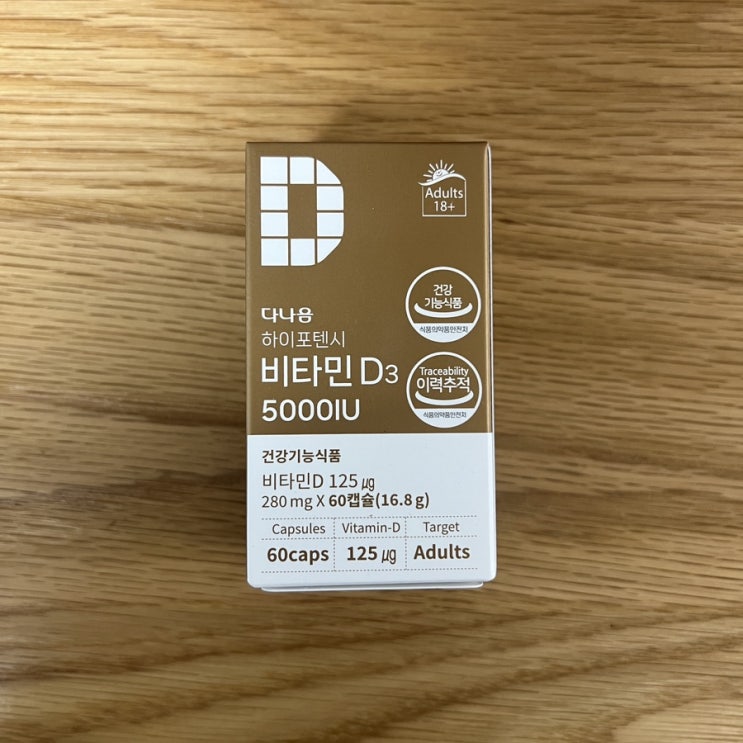 D
Adults
18+
건강
기능식품
식품의약품안전처
다나음
하이포텐시
비타민 D3
5000IU
Traceability
이력추적
식품의약품안전처
건강기능식품
비타민D 125 ㎍
280 mg X 60캡슐(16.8 g)
Capsules Vitamin-D Target
60caps 125 ㎍ Adults